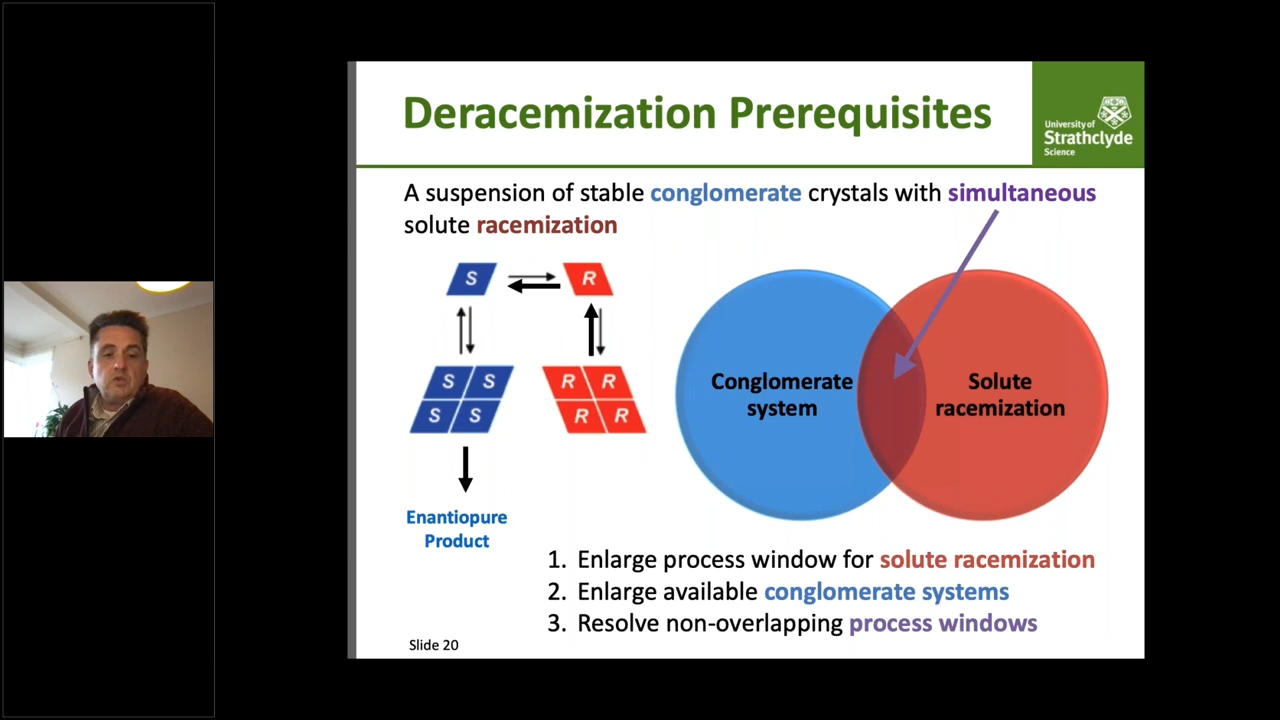 Deracemization Prerequisites
University of
Strathclyde
Science
A suspension of stable conglomerate crystals with simultaneous
solute racemization
S R
S S R R
S S R R
Enantiopure
Product
Conglomerate
system
Solute
racemization
1. Enlarge process window for solute racemization
2. Enlarge available conglomerate systems
3. Resolve non-overlapping process windows
Slide 20